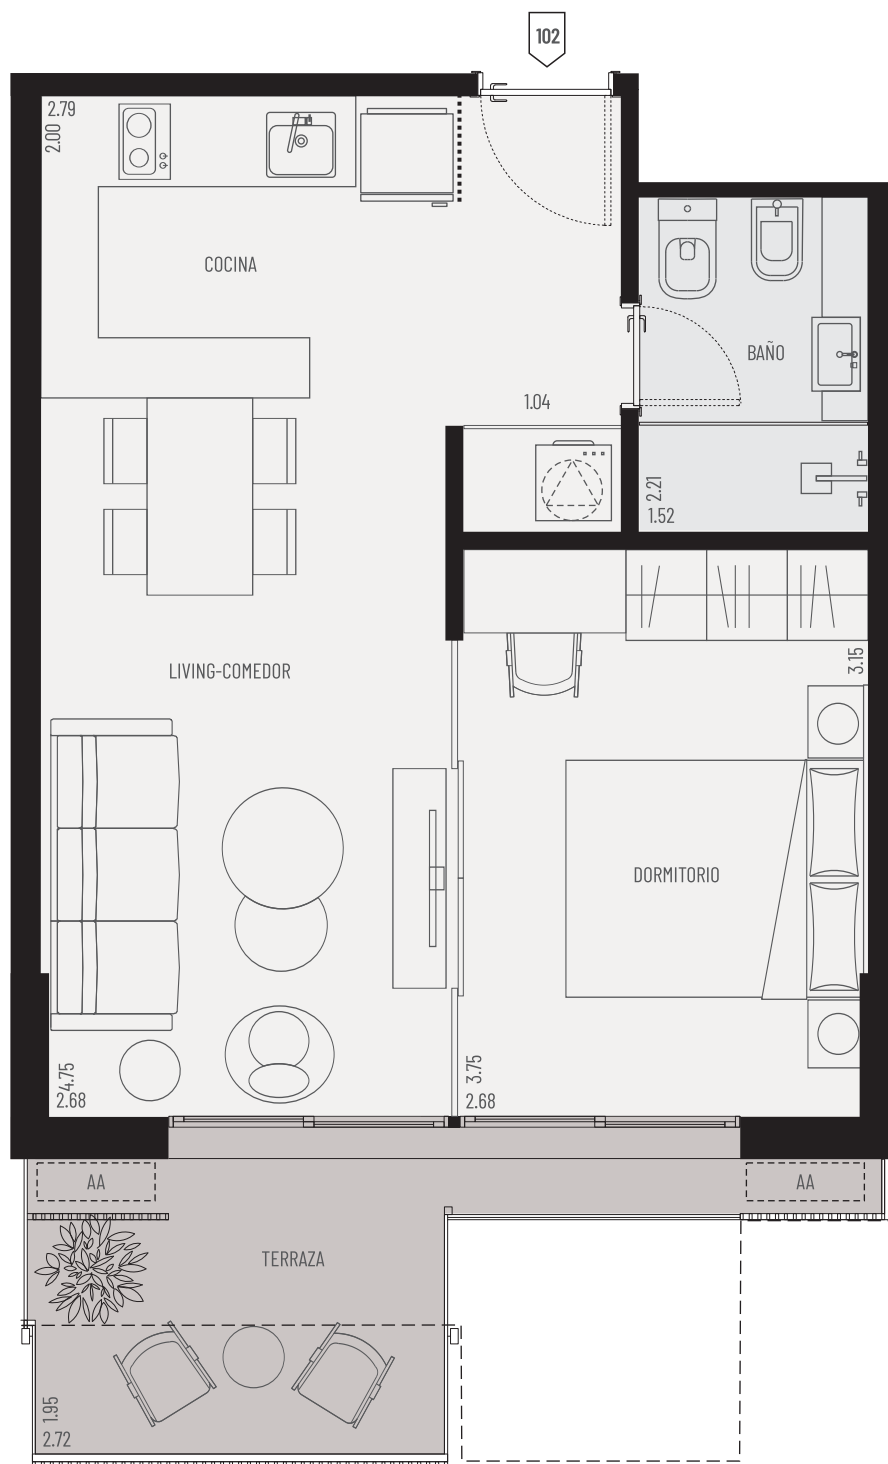 102
2.79
2.00
COCINA
BAÑO
1.04
2.21
1.52
LIVING-COMEDOR
3.15
DORMITORIO
4.75
2.68
3.75
2.68
AA
AA
TERRAZA
1.95
2.72